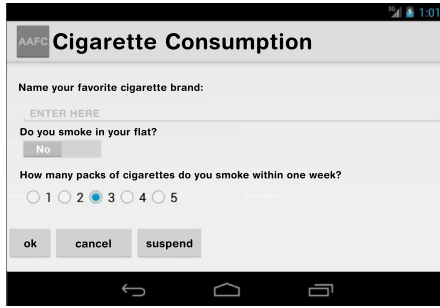 3G 1:01
AAFC Cigarette Consumption
Name your favorite cigarette brand:
ENTER HERE
Do you smoke in your flat?
No
How many packs of cigarettes do you smoke within one week?
1 2 3 4 5
ok cancel suspend